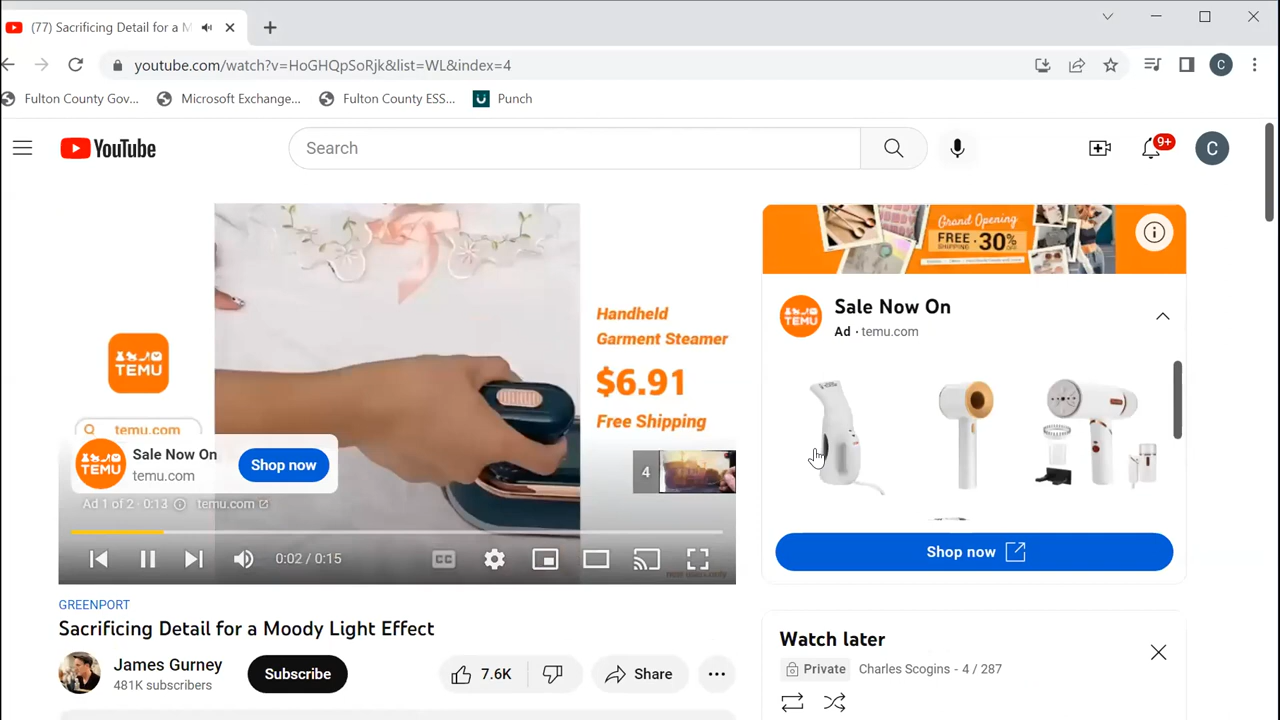 (77) Sacrificing Detail for a M
youtube.com/watch?v=HoGHQpSoRjk&list=WL&index=4
C
Fulton County Gov...
Microsoft Exchange...
Fulton County ESS...
Punch
YouTube
Search
9+
C
Grand Opening
FREE SHIPPING
30% OFF
Handheld
Garment Steamer
$6.91
Free Shipping
TEMU
temu.com
TEMU
Sale Now On
temu.com
Shop now
4
Ad 1 of 2 · 0:13
temu.com
CC
0:02 / 0:15
TEMU
Sale Now On
Ad · temu.com
Shop now
GREENPORT
Sacrificing Detail for a Moody Light Effect
James Gurney
481K subscribers
Subscribe
7.6K
Share
Watch later
Private
Charles Scogins - 4 / 287